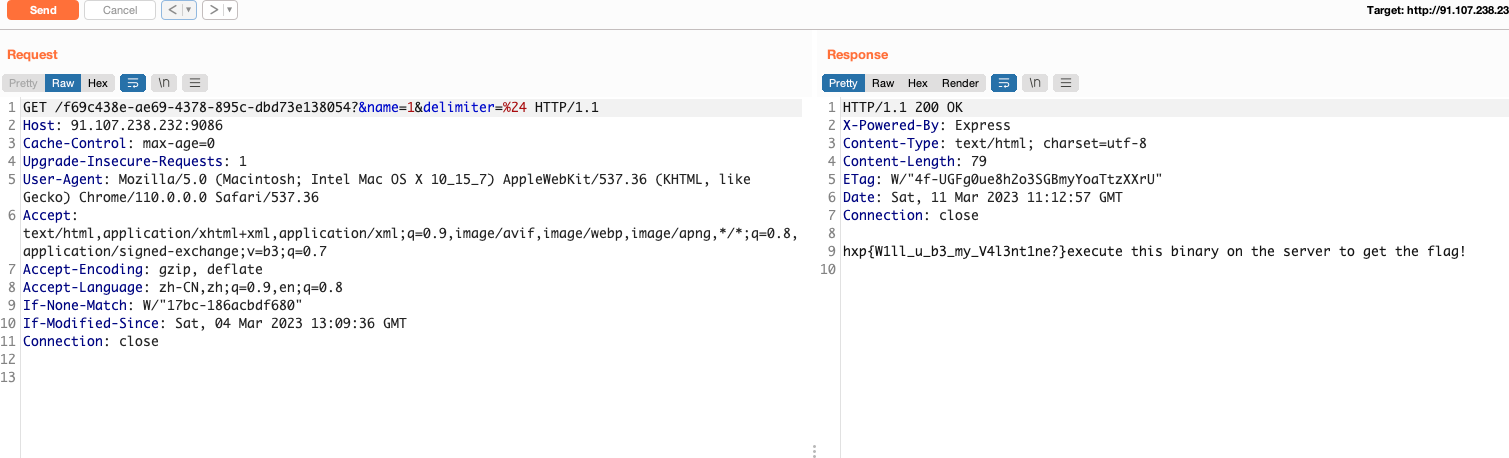 Send Cancel < ▾ > ▾ Target: http://91.107.238.23
Request
Pretty Raw Hex \n
1 GET /f69c438e-ae69-4378-895c-dbd73e138054?&name=1&delimiter=%24 HTTP/1.1
2 Host: 91.107.238.232:9086
3 Cache-Control: max-age=0
4 Upgrade-Insecure-Requests: 1
5 User-Agent: Mozilla/5.0 (Macintosh; Intel Mac OS X 10_15_7) AppleWebKit/537.36 (KHTML, like
Gecko) Chrome/110.0.0.0 Safari/537.36
6 Accept:
text/html,application/xhtml+xml,application/xml;q=0.9,image/avif,image/webp,image/apng,*/*;q=0.8,
application/signed-exchange;v=b3;q=0.7
7 Accept-Encoding: gzip, deflate
8 Accept-Language: zh-CN,zh;q=0.9,en;q=0.8
9 If-None-Match: W/"17bc-186acbdf680"
10 If-Modified-Since: Sat, 04 Mar 2023 13:09:36 GMT
11 Connection: close
12
13
Response
Pretty Raw Hex Render \n
1 HTTP/1.1 200 OK
2 X-Powered-By: Express
3 Content-Type: text/html; charset=utf-8
4 Content-Length: 79
5 ETag: W/"4f-UGFg0ue8h2o3SGBmyYoaTtzXXrU"
6 Date: Sat, 11 Mar 2023 11:12:57 GMT
7 Connection: close
8
9 hxp{W1ll_u_b3_my_V4l3nt1ne?}execute this binary on the server to get the flag!
10